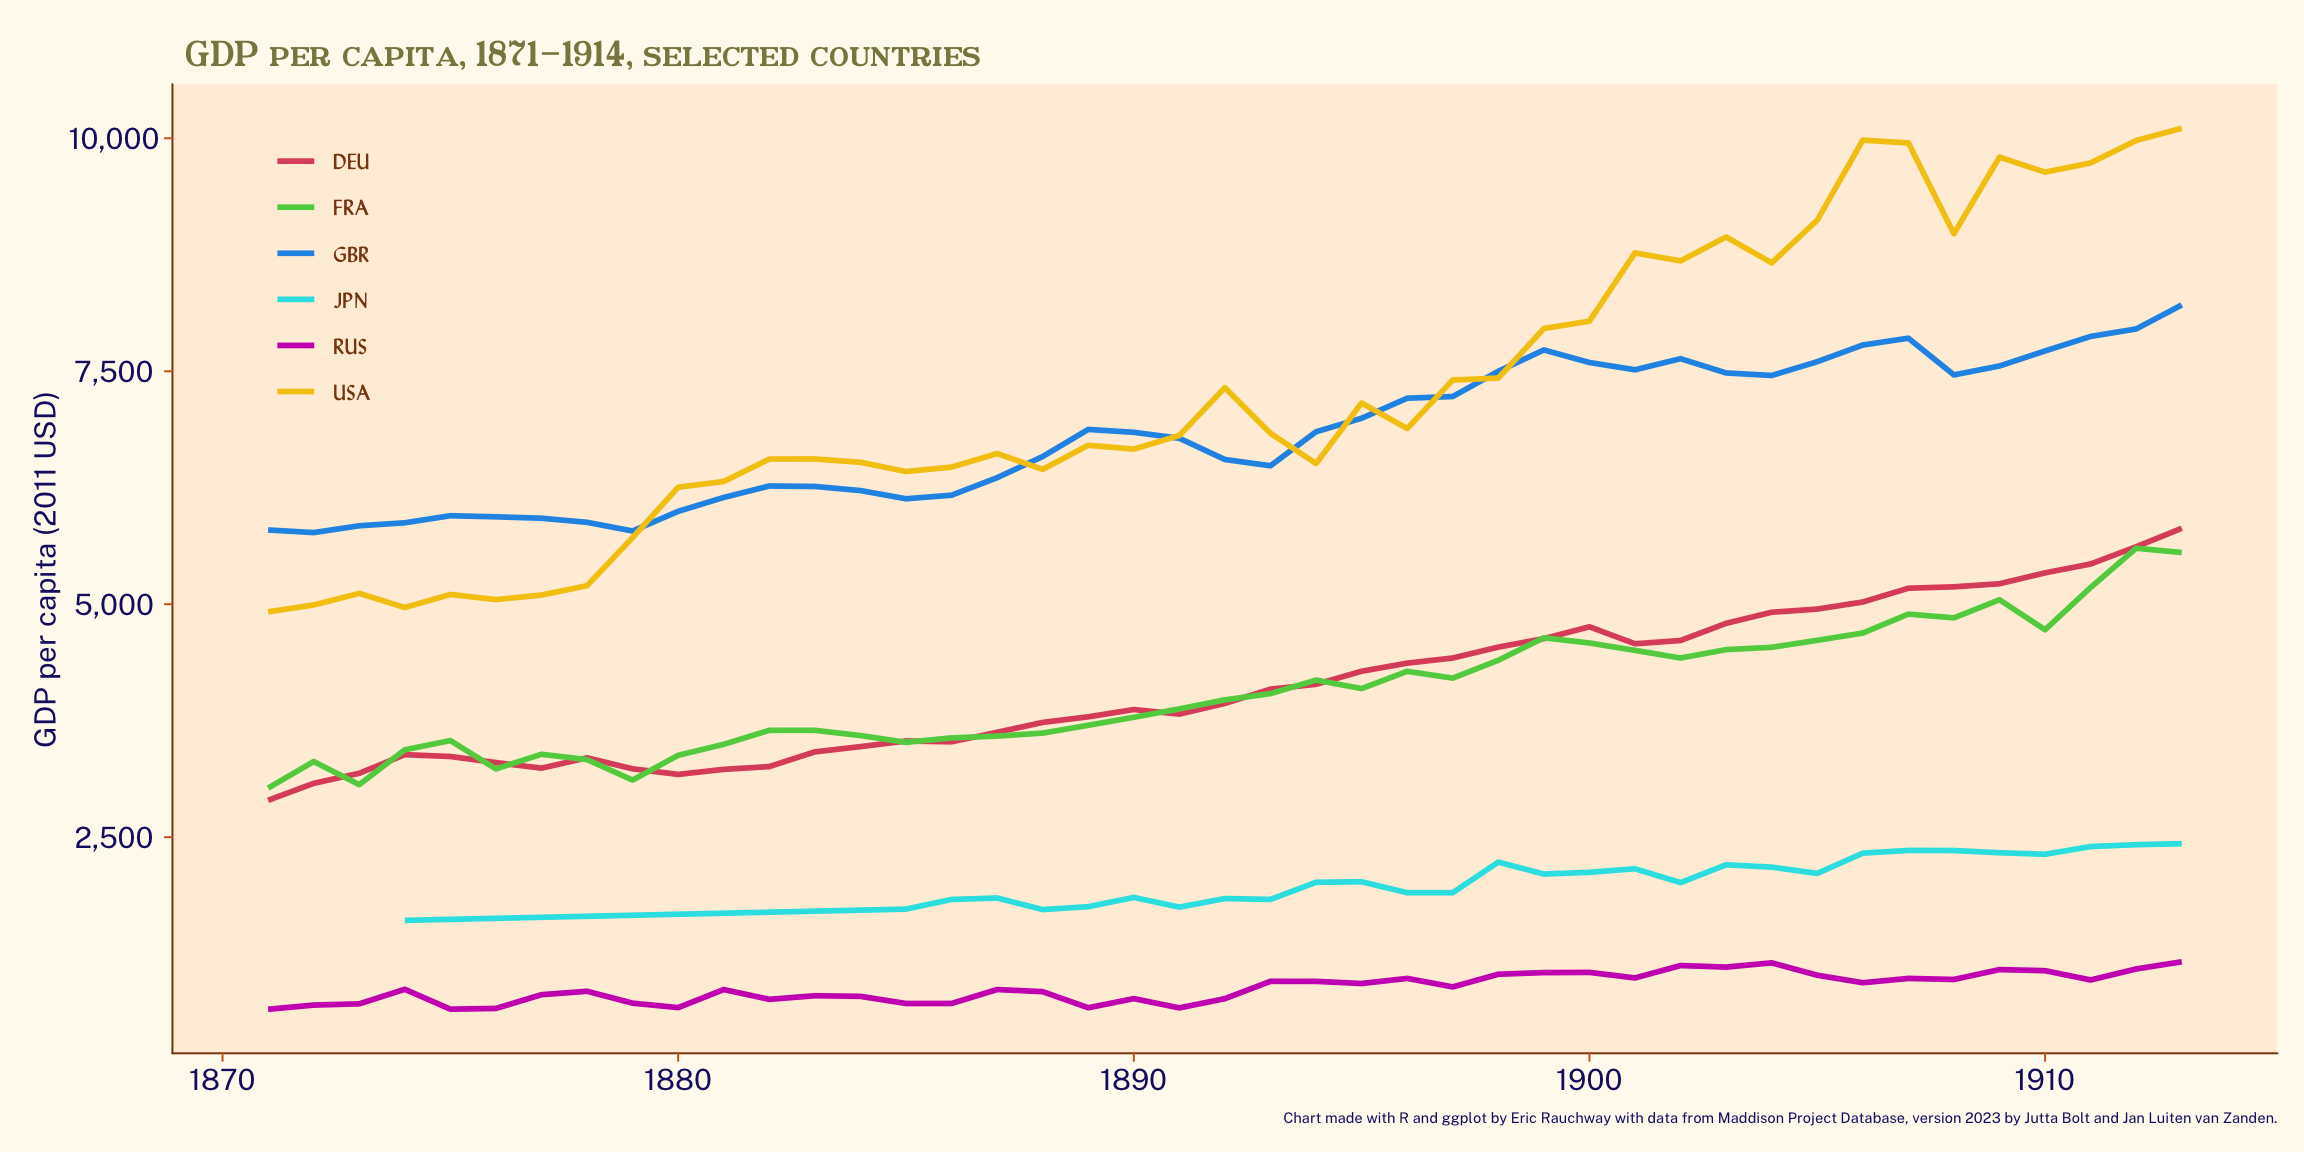 GDP PER CAPITA, 1871–1914, SELECTED COUNTRIES
10,000
7,500
5,000
2,500
GDP per capita (2011 USD)
DEU
FRA
GBR
JPN
RUS
USA
1870 1880 1890 1900 1910
Chart made with R and ggplot by Eric Rauchway with data from Maddison Project Database, version 2023 by Jutta Bolt and Jan Luiten van Zanden.